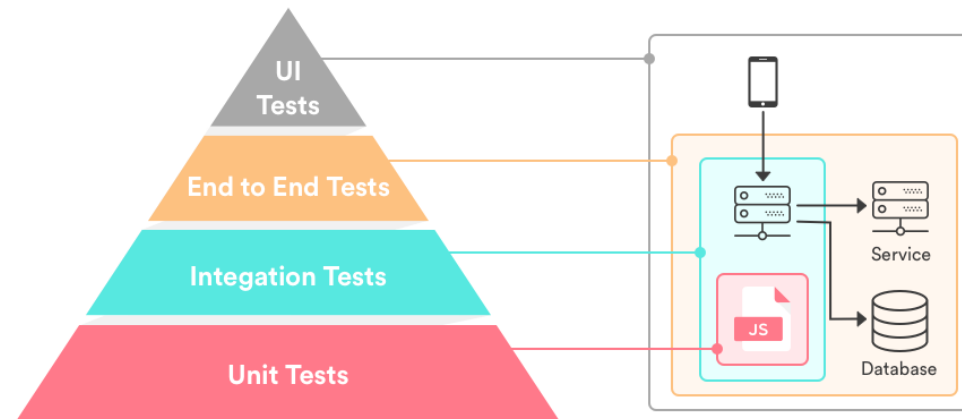 UI
Tests
End to End Tests
Integation Tests
Unit Tests
Service
JS
Database